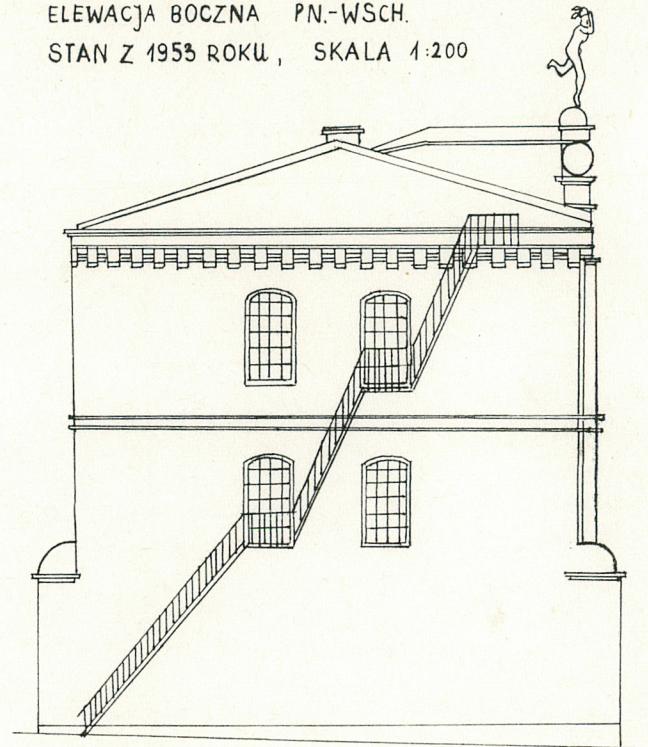 ELEWACJA BOCZNA PN.-WSCH.
STAN Z 1953 ROKU, SKALA 1:200